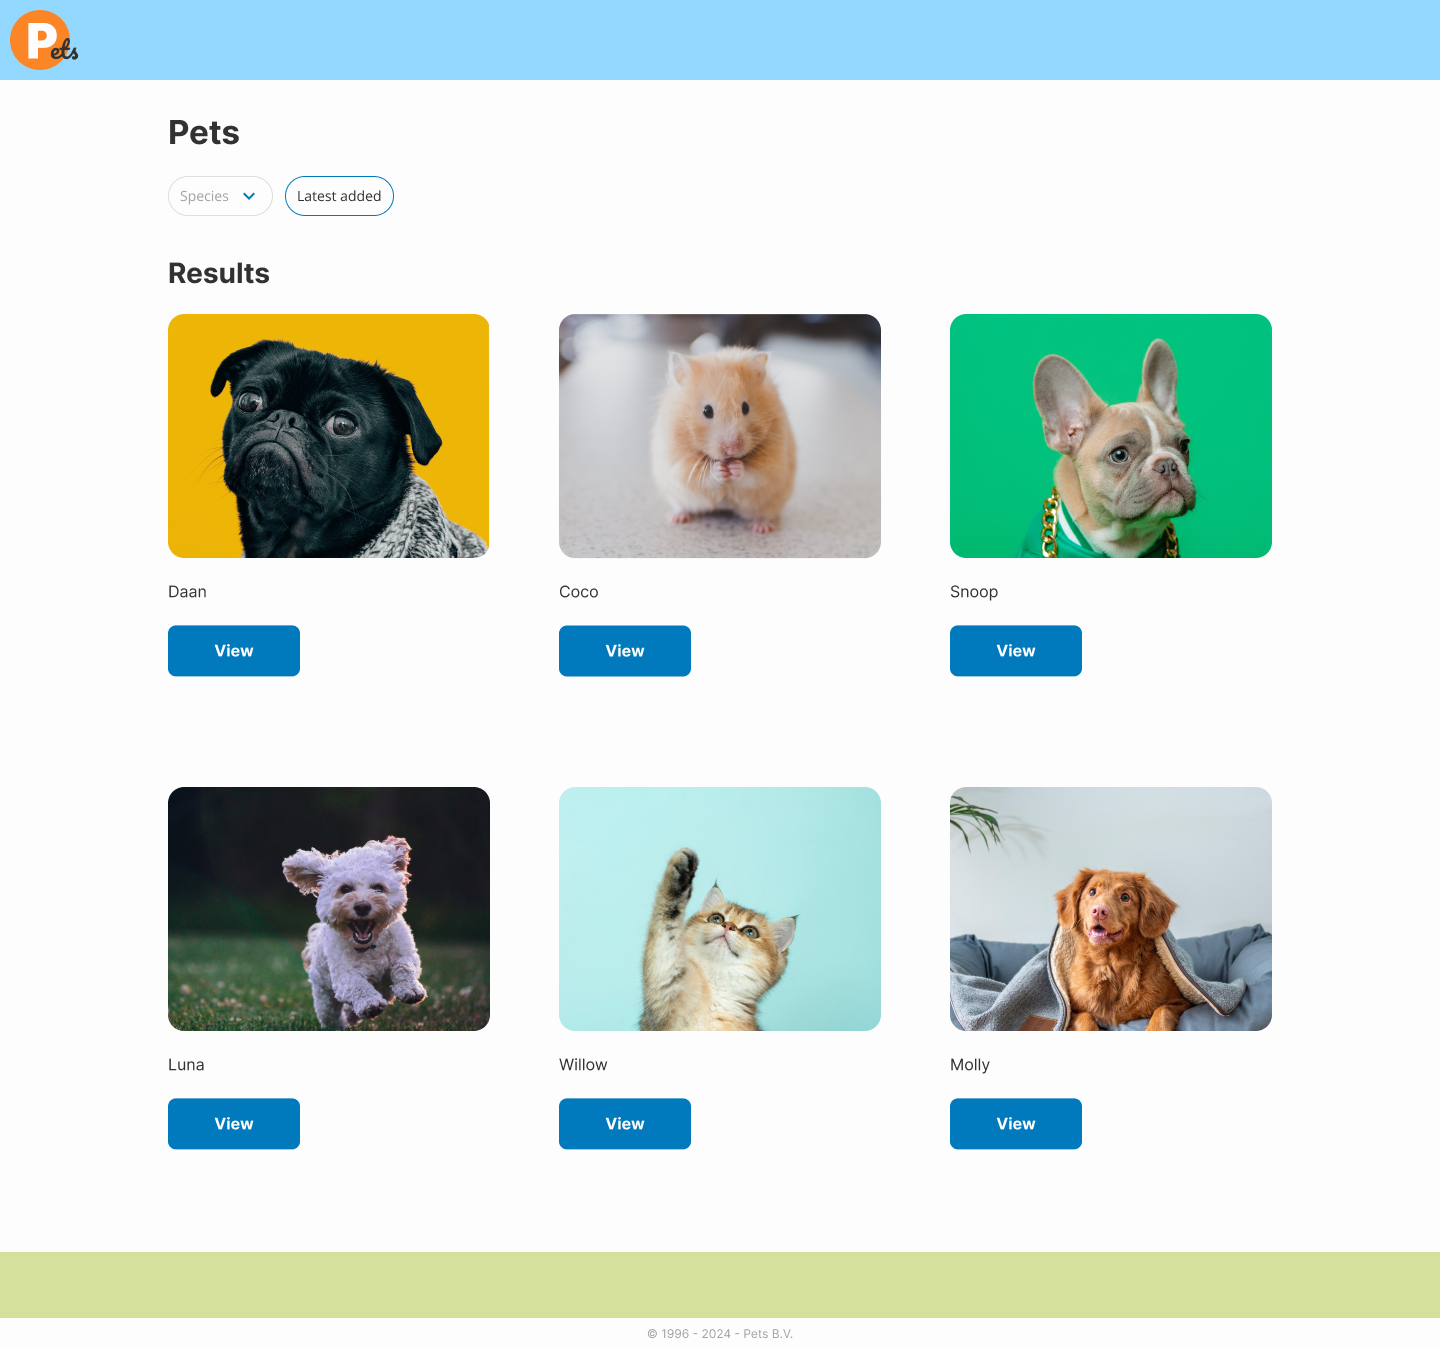 Pets
Pets
Species
Latest added
Results
Daan
Coco
Snoop
View
View
View
Luna
Willow
Molly
View
View
View
© 1996 - 2024 - Pets B.V.